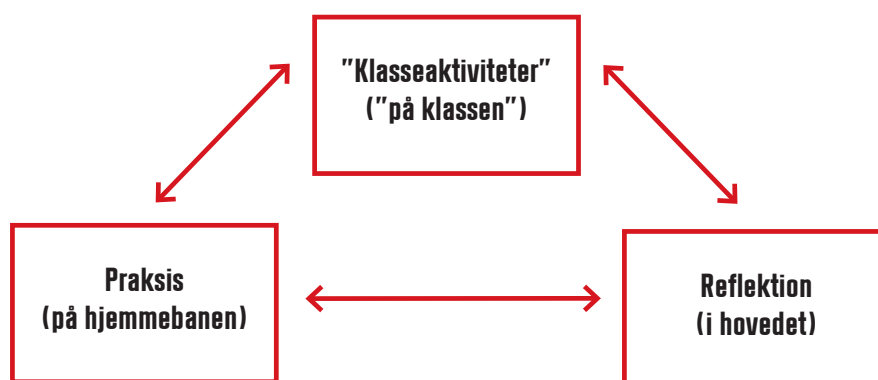 ”Klasseaktiviteter”
(”på klassen”)
Praksis
(på hjemmebanen)
Reflektion
(i hovedet)